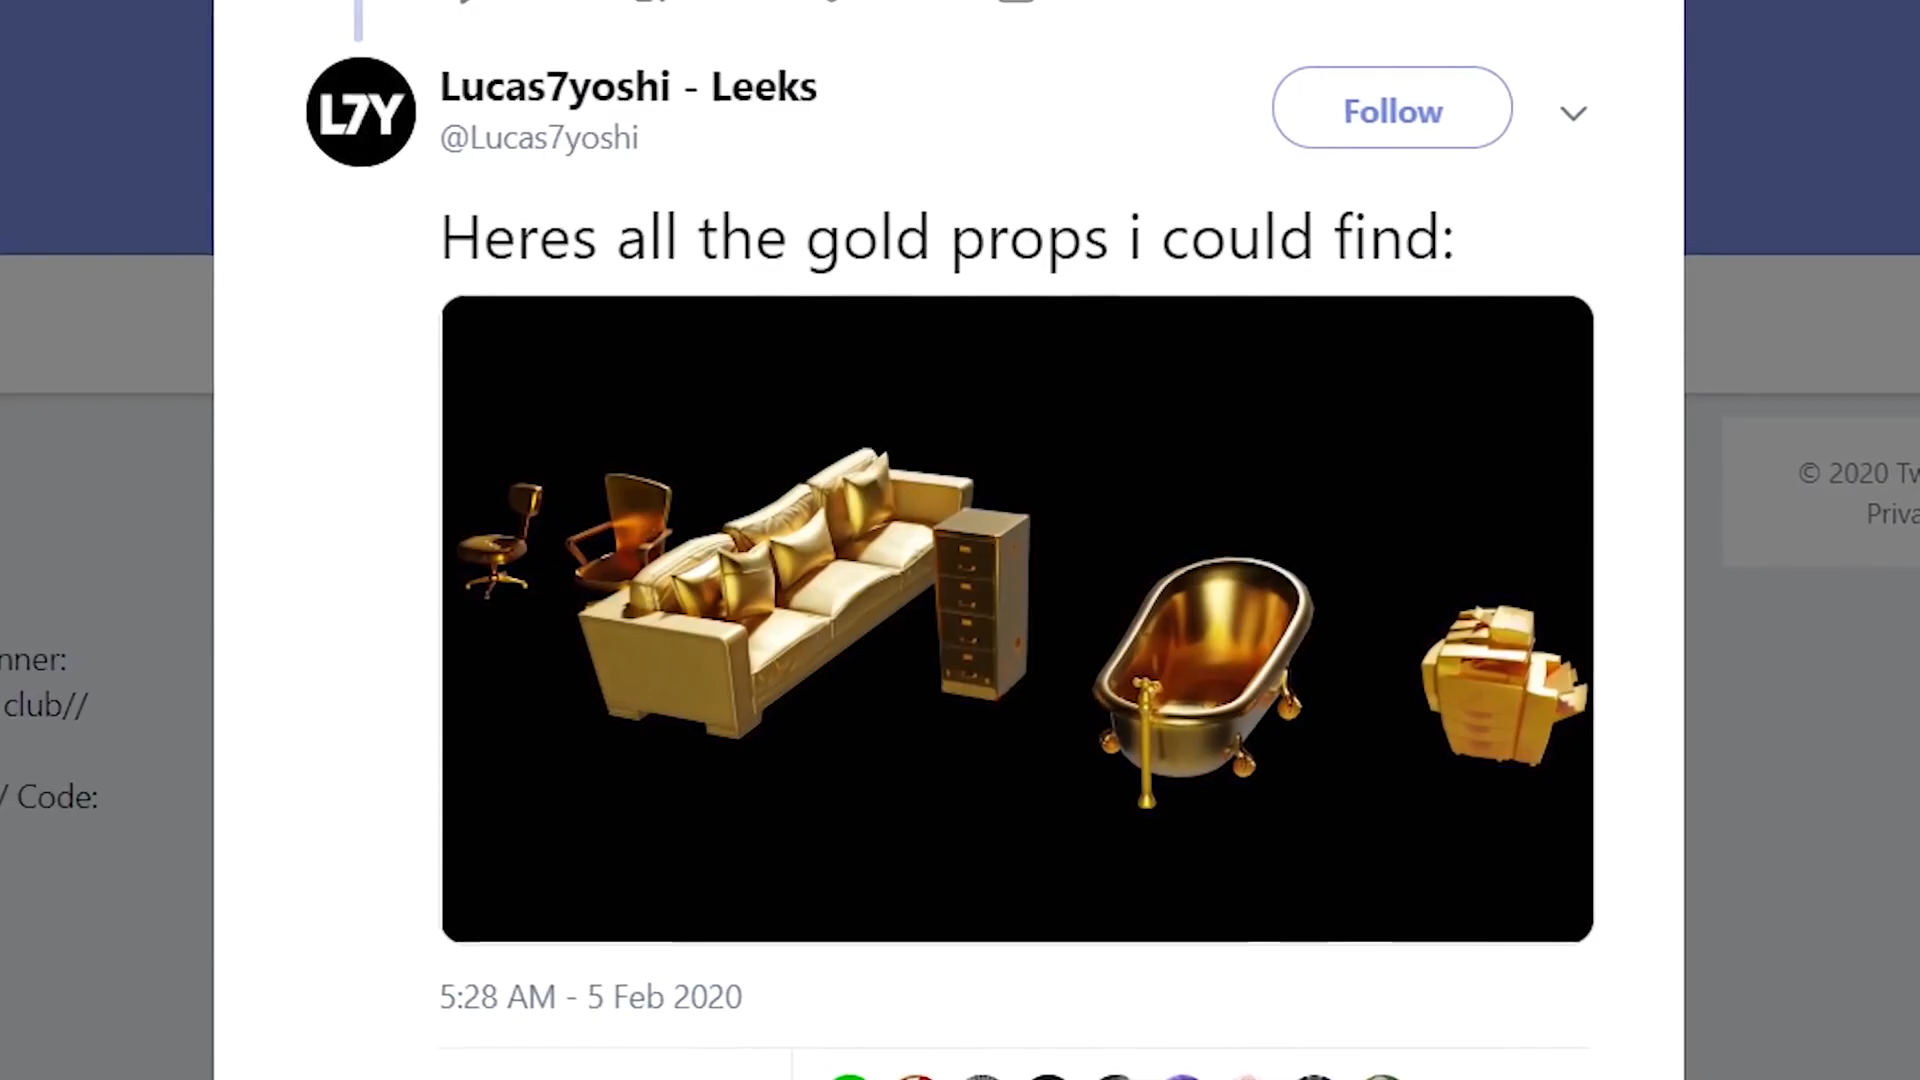 L7Y
Lucas7yoshi - Leeks
@Lucas7yoshi
Follow
Heres all the gold props i could find:
© 2020 Tw
Priva
nner:
club//
/ Code:
5:28 AM - 5 Feb 2020